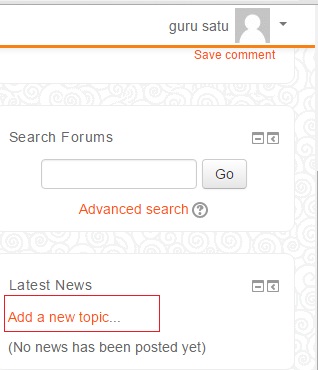 guru satu
Save comment
Search Forums
Go
Advanced search ?
Latest News
Add a new topic...
(No news has been posted yet)